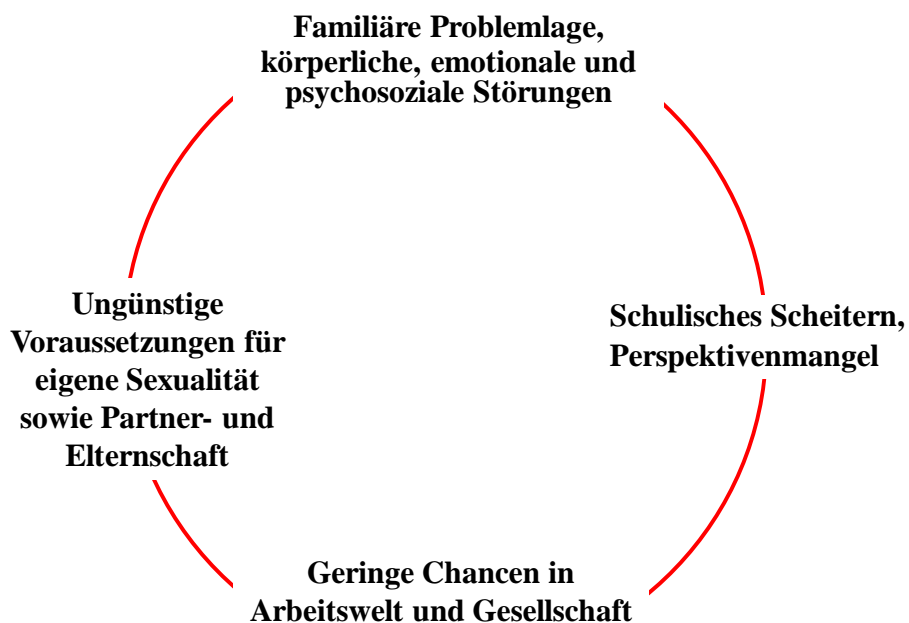 Familiäre Problemlage,
körperliche, emotionale und
psychosoziale Störungen
Ungünstige
Voraussetzungen für
eigene Sexualität
sowie Partner- und
Elternschaft
Schulisches Scheitern,
Perspektivenmangel
Geringe Chancen in
Arbeitswelt und Gesellschaft